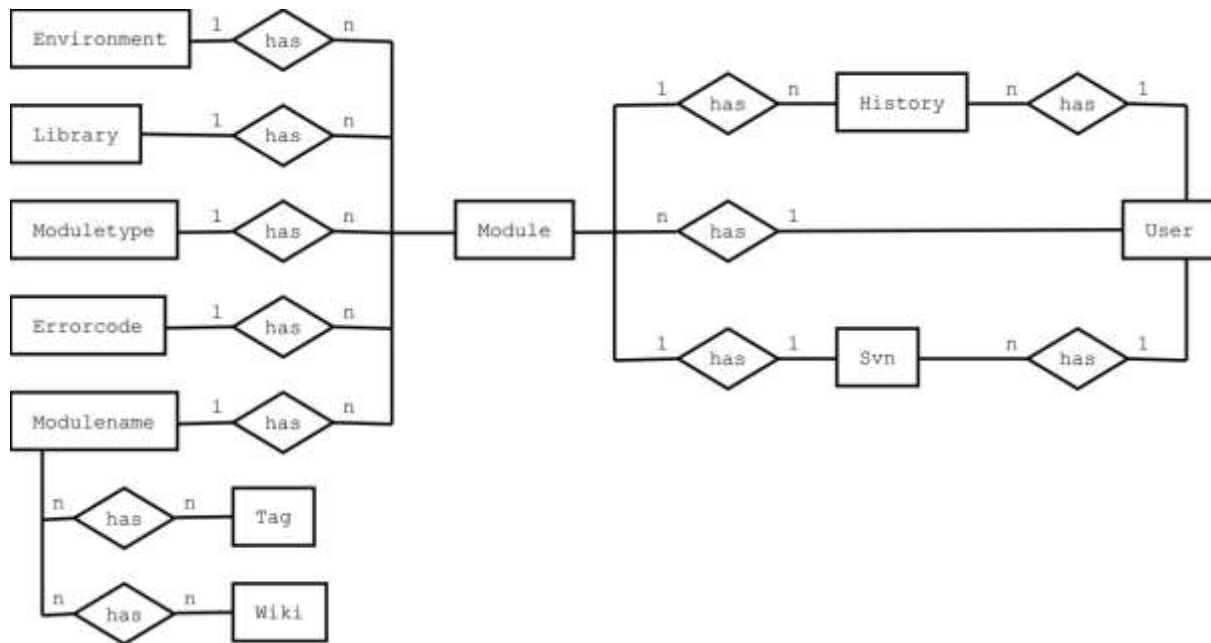 Environment 1 has n
Library 1 has n
1 has n History n has 1
Moduletype 1 has n Module n has 1 User
Errorcode 1 has n
1 has 1 Svn n has 1
Modulename 1 has n
n has n Tag
n has n Wiki